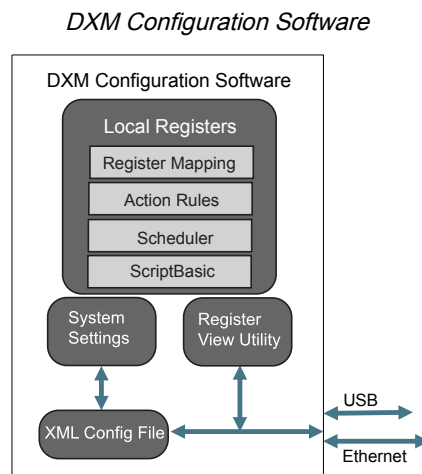 DXM Configuration Software
DXM Configuration Software
Local Registers
Register Mapping
Action Rules
Scheduler
ScriptBasic
System
Settings
Register
View Utility
XML Config File
USB
Ethernet